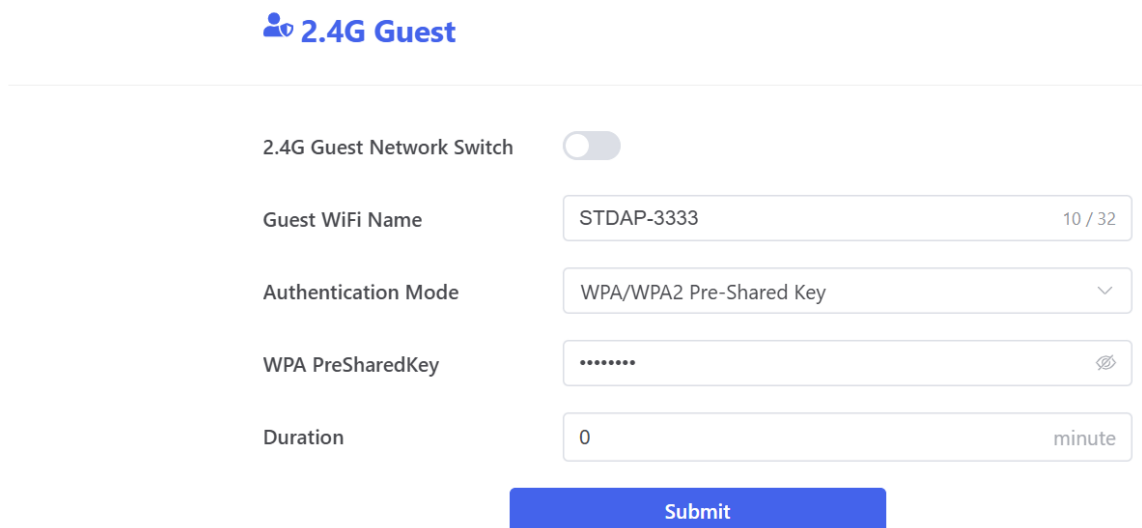 2.4G Guest
2.4G Guest Network Switch
Guest WiFi Name STDAP-3333 10 / 32
Authentication Mode WPA/WPA2 Pre-Shared Key
WPA PreSharedKey ••••••••
Duration 0 minute
Submit